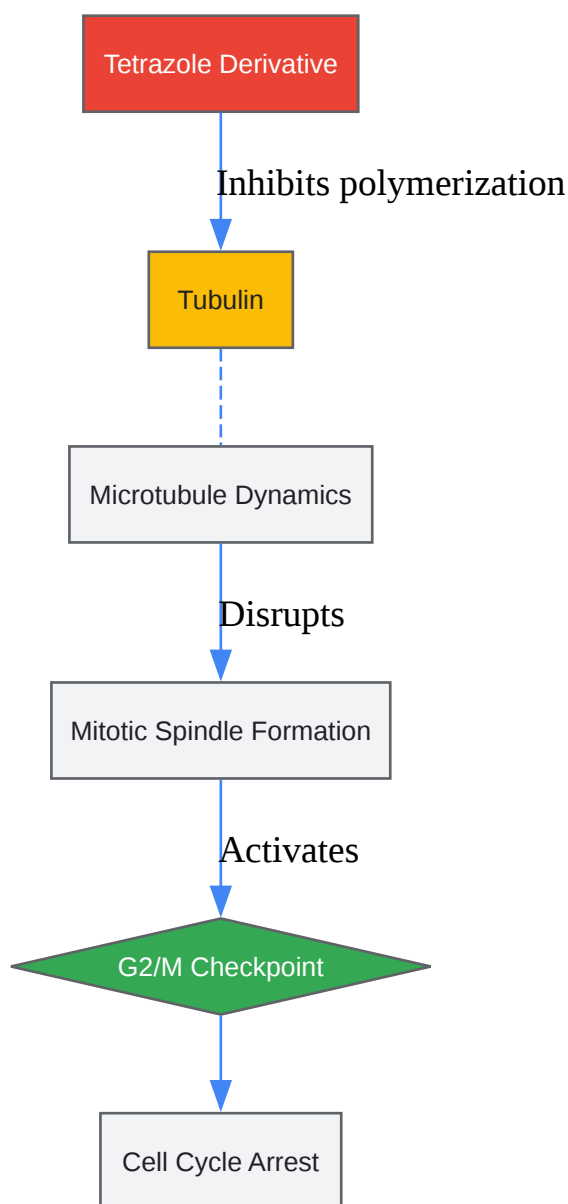 Tetrazole Derivative
Inhibits polymerization
Tubulin
Microtubule Dynamics
Disrupts
Mitotic Spindle Formation
Activates
G2/M Checkpoint
Cell Cycle Arrest